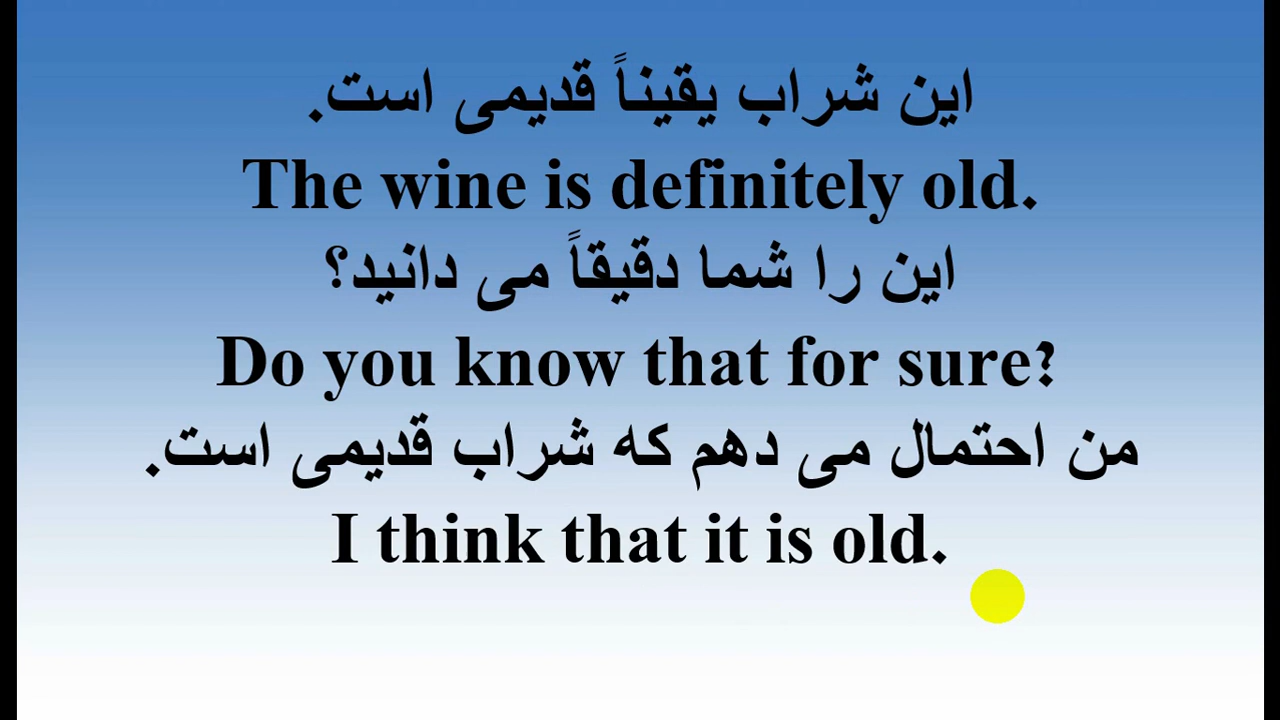 این شراب یقیناً قدیمی است.
The wine is definitely old.
این را شما دقیقاً می دانید؟
Do you know that for sure?
من احتمال می دهم که شراب قدیمی است.
I think that it is old.